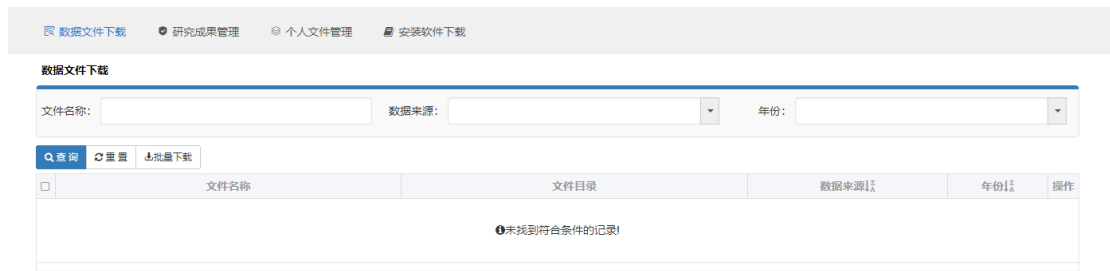 数据文件下载 研究成果管理 个人文件管理 安装软件下载
数据文件下载
文件名称： 数据来源： 年份：
查询 重置 批量下载
文件名称 文件目录 数据来源 年份 操作
未找到符合条件的记录!